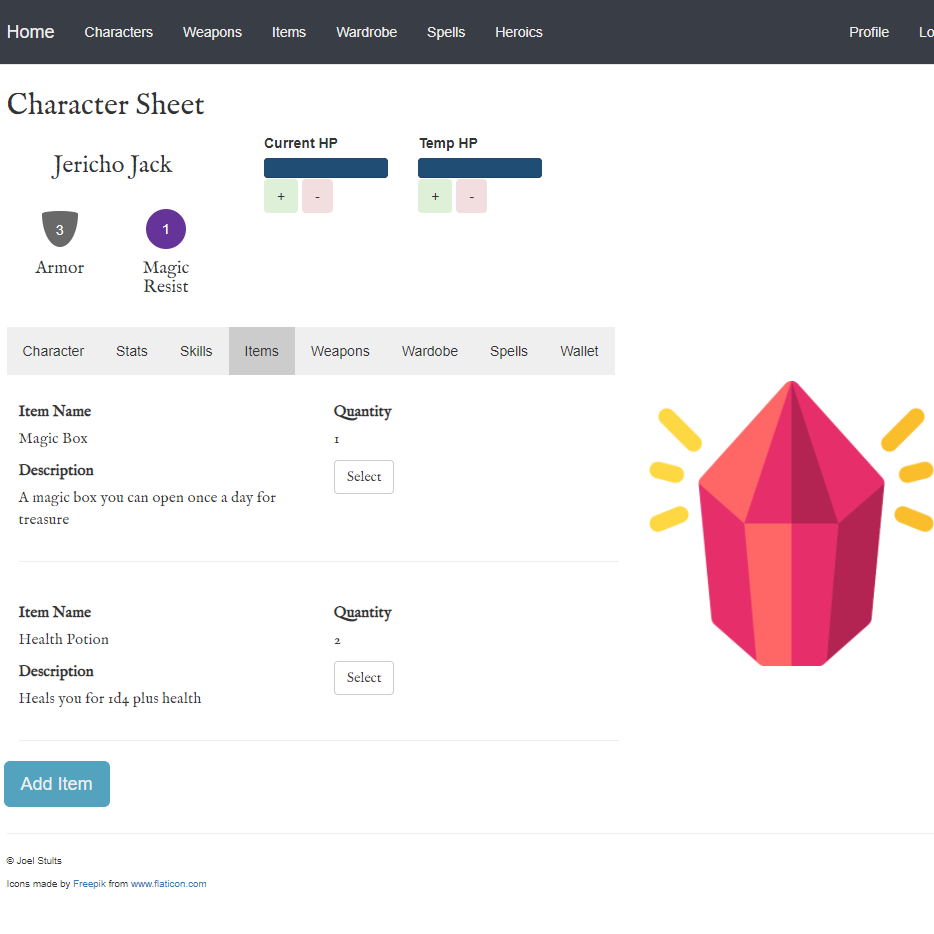 Home Characters Weapons Items Wardrobe Spells Heroics Profile Lo
Character Sheet
Jericho Jack
Current HP
Temp HP
+ -
+ -
3
1
Armor
Magic
Resist
Character Stats Skills Items Weapons Wardobe Spells Wallet
Item Name
Quantity
Magic Box
1
Description
Select
A magic box you can open once a day for
treasure
Item Name
Quantity
Health Potion
2
Description
Select
Heals you for 1d4 plus health
Add Item
© Joel Stults
Icons made by Freepik from www.flaticon.com